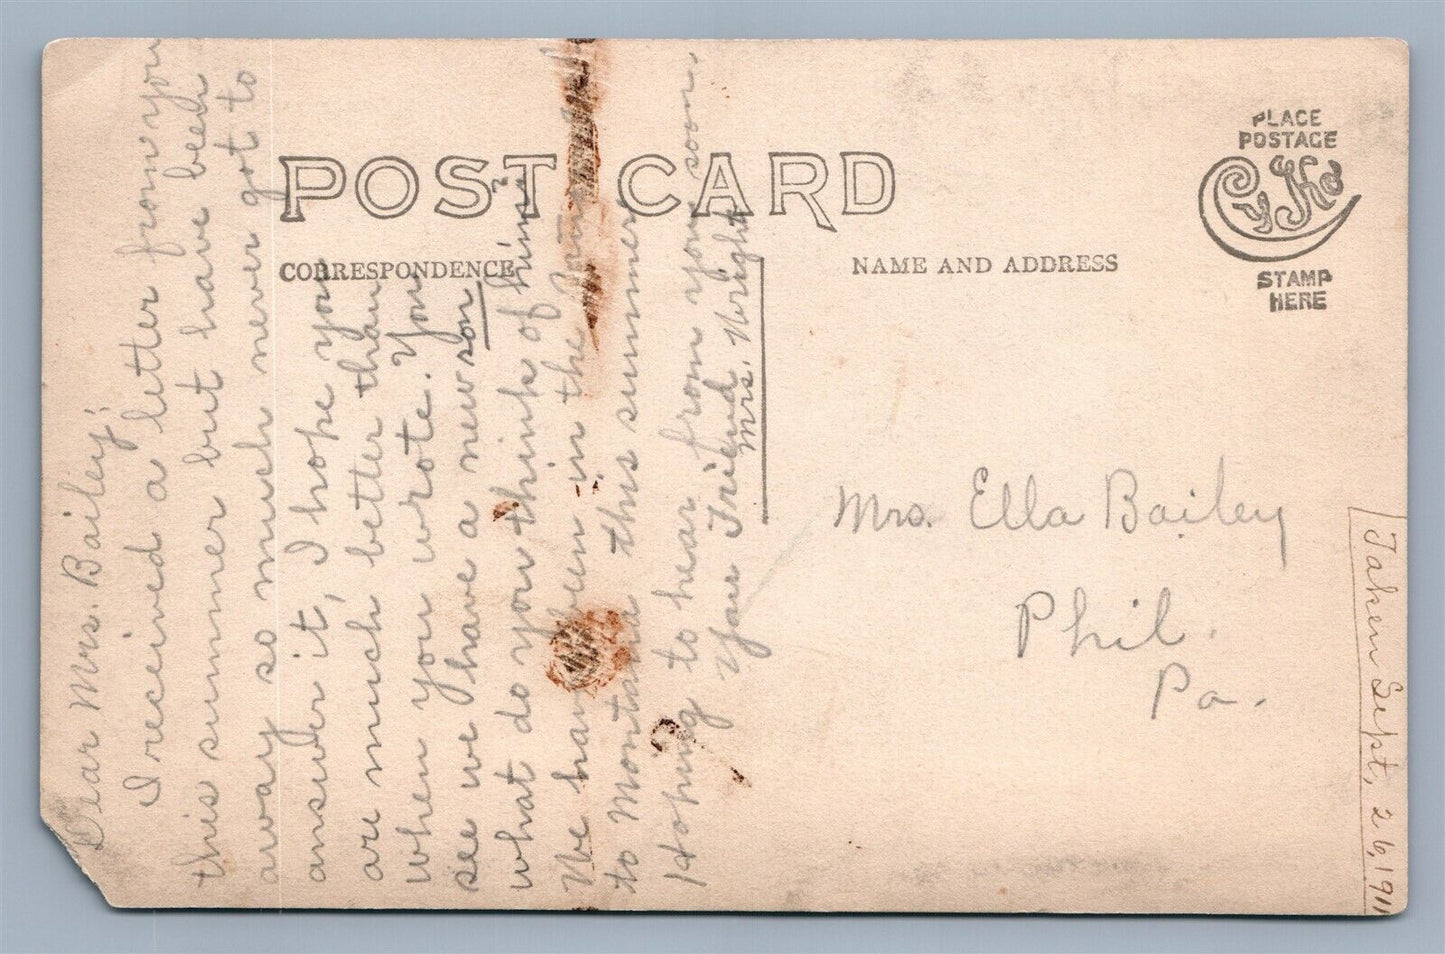 POST CARD
CORRESPONDENCE
NAME AND ADDRESS
PLACE
POSTAGE
CYKO
STAMP
HERE
Dear Mrs. Bailey;
I received a letter from you
this summer but have been
away so much never got to
answer it, I hope you
are much better than
when you wrote. You
see we have a new son
what do you think of him?
We have been in the
to Montana this summer
Hoping to hear from you soon.
Your Friend
Mrs. Wright
Mrs. Ella Bailey
Phil.
Pa.
Taken Sept. 26, 1911